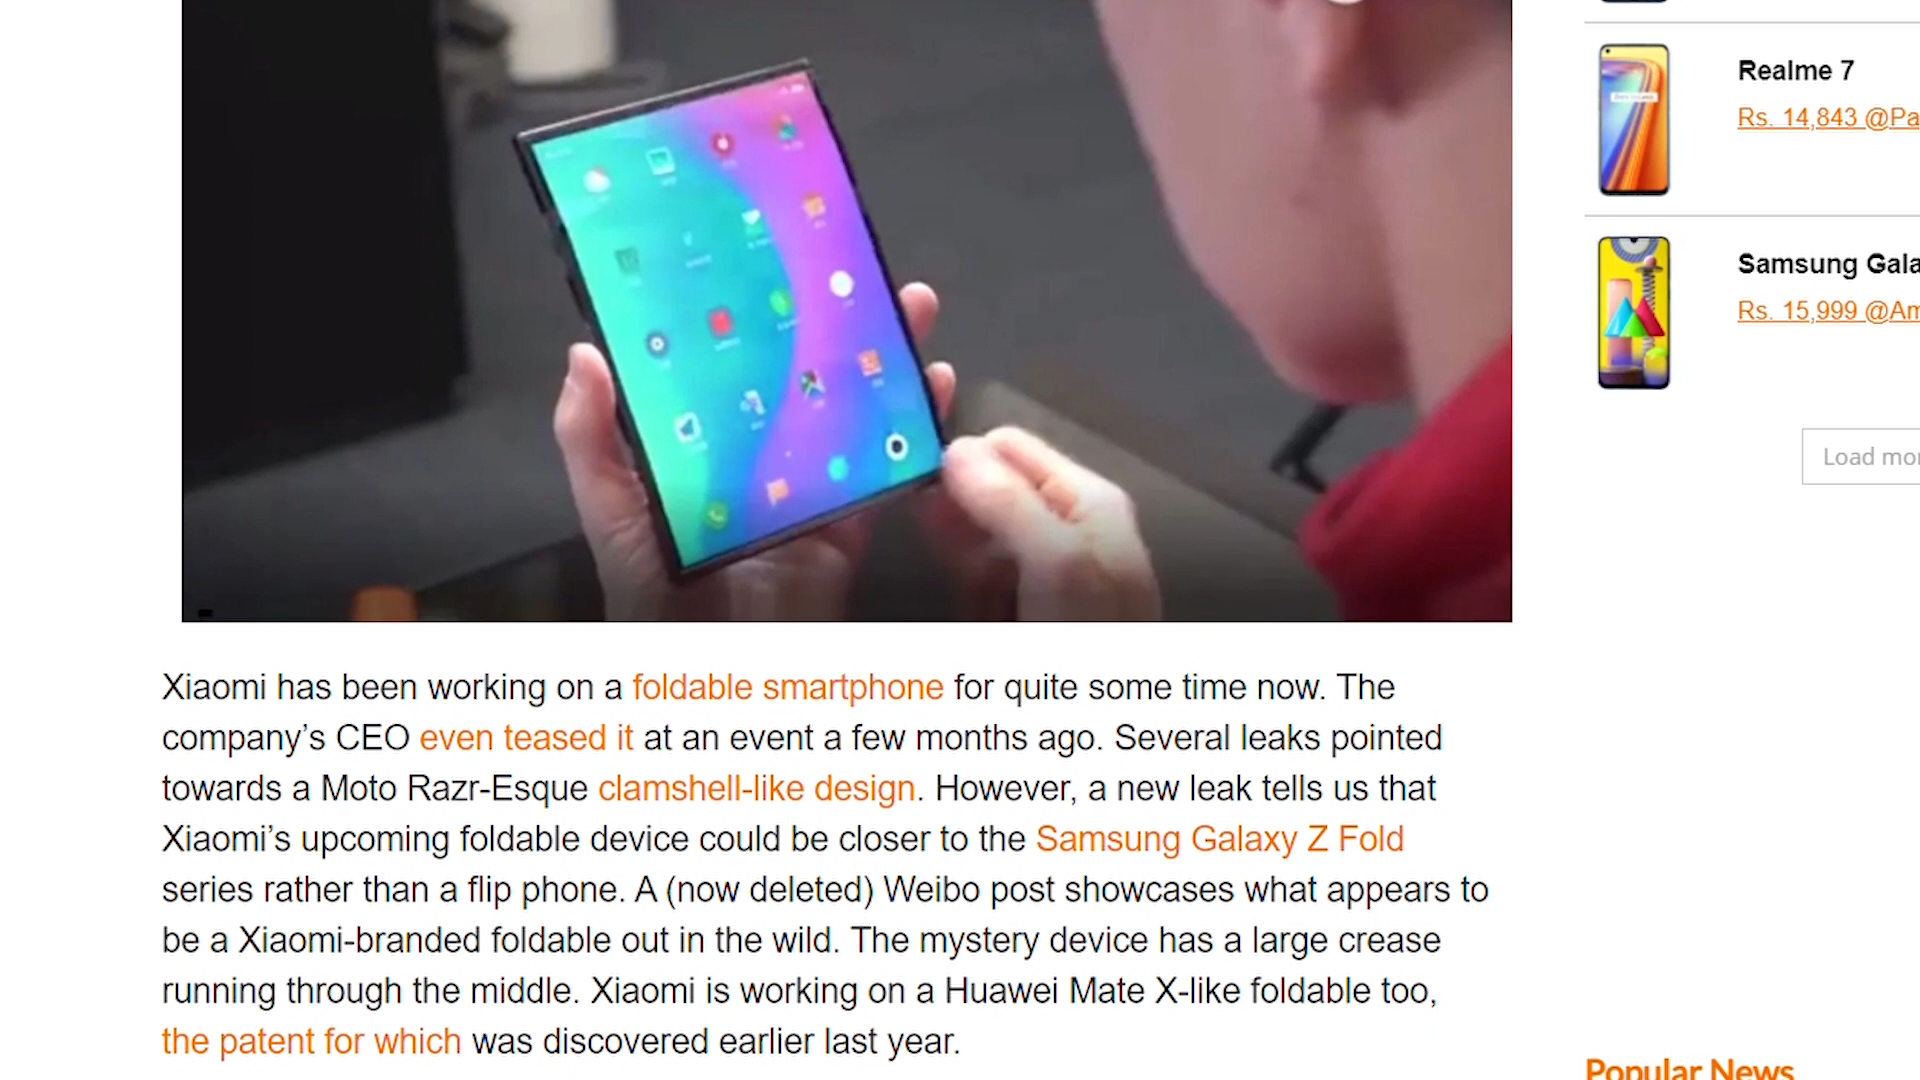 Realme 7
Rs. 14,843 @Pa
Samsung Gala
Rs. 15,999 @Am
Load mor
Xiaomi has been working on a foldable smartphone for quite some time now. The
company’s CEO even teased it at an event a few months ago. Several leaks pointed
towards a Moto Razr-Esque clamshell-like design. However, a new leak tells us that
Xiaomi’s upcoming foldable device could be closer to the Samsung Galaxy Z Fold
series rather than a flip phone. A (now deleted) Weibo post showcases what appears to
be a Xiaomi-branded foldable out in the wild. The mystery device has a large crease
running through the middle. Xiaomi is working on a Huawei Mate X-like foldable too,
the patent for which was discovered earlier last year.
Popular News